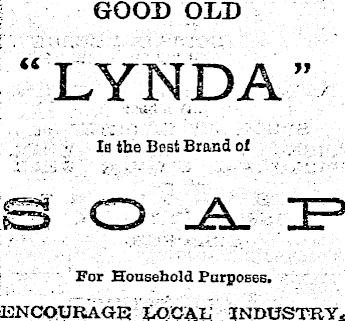 GOOD OLD
"LYNDA"
Is the Best Brand of
SOAP
For Household Purposes.
ENCOURAGE LOCAL INDUSTRY.